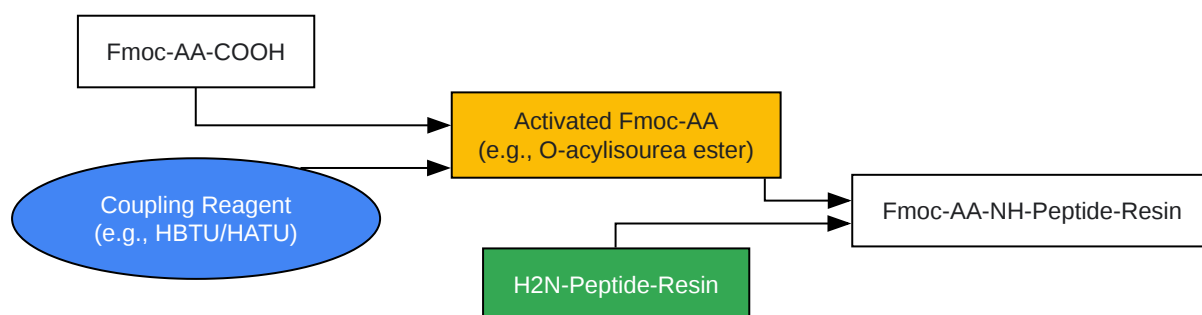 Fmoc-AA-COOH
Activated Fmoc-AA
(e.g., O-acylisourea ester)
Coupling Reagent
(e.g., HBTU/HATU)
Fmoc-AA-NH-Peptide-Resin
H2N-Peptide-Resin